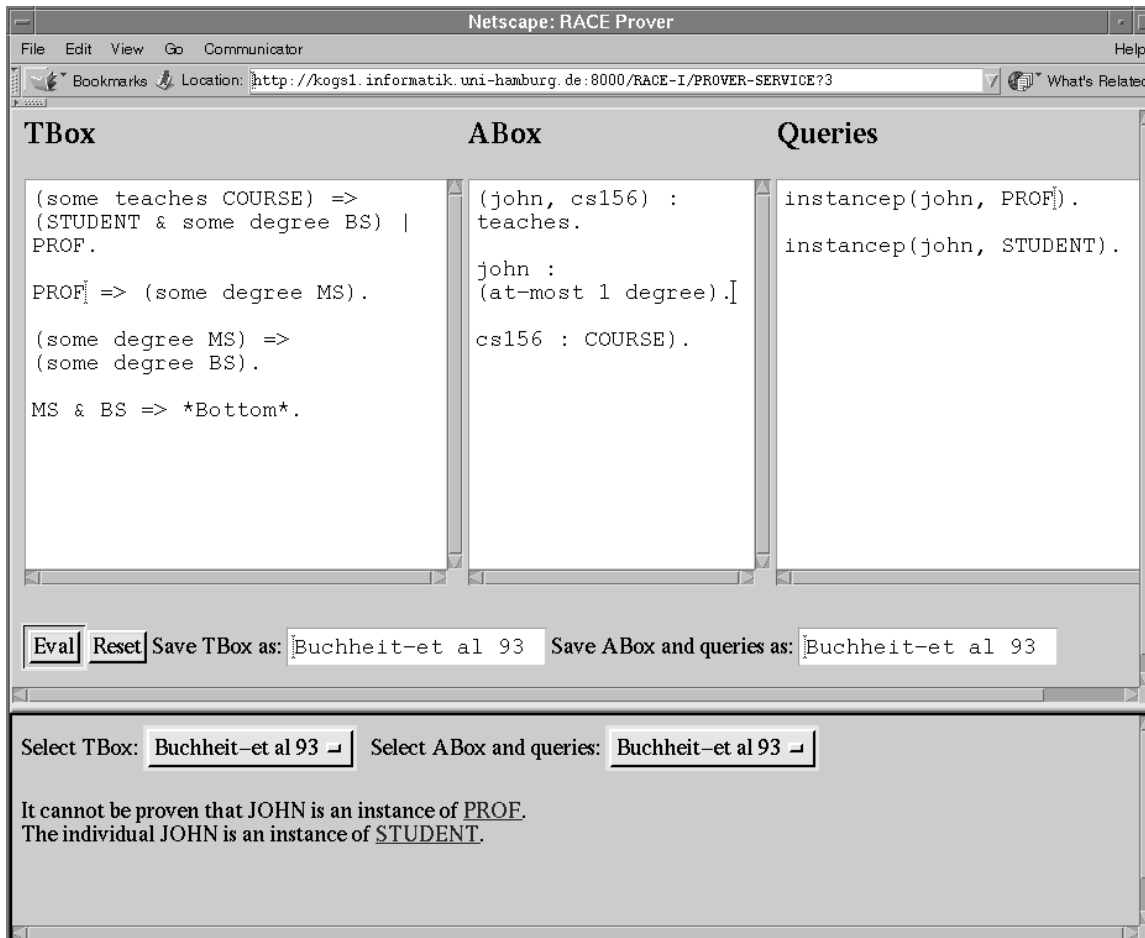 Netscape: RACE Prover
File Edit View Go Communicator Help
Bookmarks Location: http://kogs1.informatik.uni-hamburg.de:8000/RACE-I/PROVER-SERVICE?3 What's Related
TBox
(some teaches COURSE) =>
(STUDENT & some degree BS) |
PROF.
PROF => (some degree MS).
(some degree MS) =>
(some degree BS).
MS & BS => *Bottom*.
ABox
(john, cs156) :
teaches.
john :
(at-most 1 degree).
cs156 : COURSE).
Queries
instancep(john, PROF).
instancep(john, STUDENT).
Eval Reset Save TBox as: Buchheit-et al 93 Save ABox and queries as: Buchheit-et al 93
Select TBox: Buchheit-et al 93 Select ABox and queries: Buchheit-et al 93
It cannot be proven that JOHN is an instance of PROF.
The individual JOHN is an instance of STUDENT.